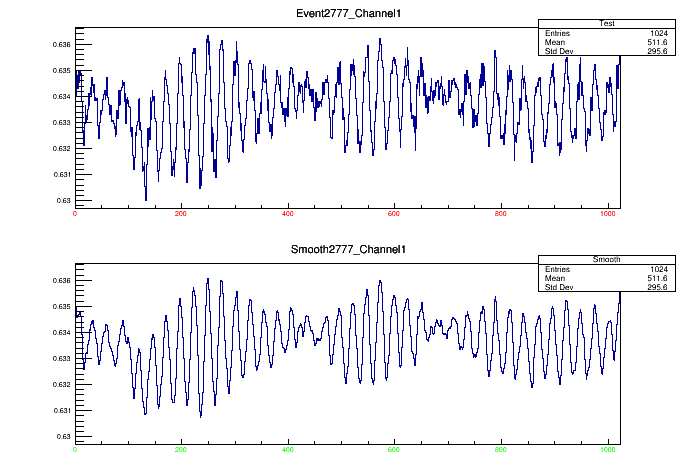 Event2777_Channel1
Test
Entries 1024
Mean 511.6
Std Dev 295.6
0.636
0.635
0.634
0.633
0.632
0.631
0.63
0 200 400 600 800 1000
Smooth2777_Channel1
Smooth
Entries 1024
Mean 511.6
Std Dev 295.6
0.636
0.635
0.634
0.633
0.632
0.631
0.63
0 200 400 600 800 1000